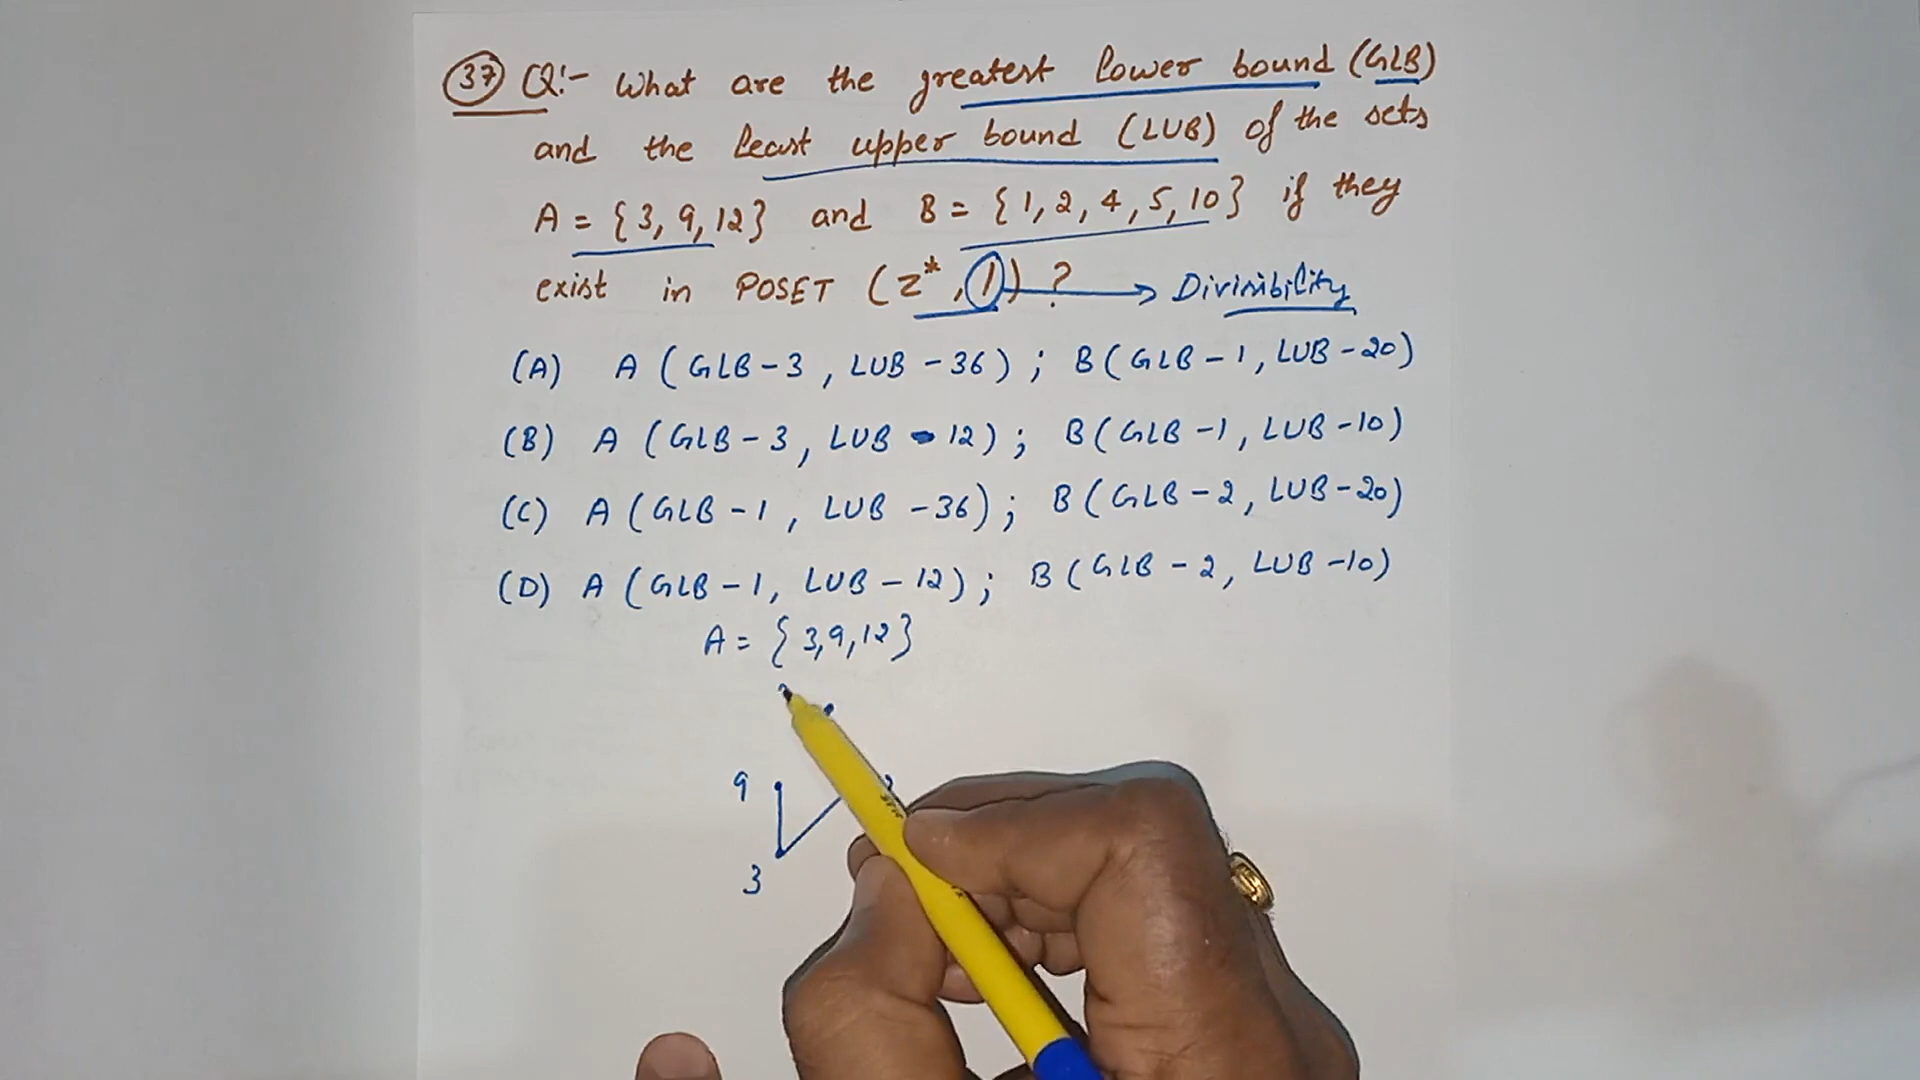 37 Q:- What are the greatest lower bound (GLB)
and the least upper bound (LUB) of the sets
A = {3, 9, 12} and B = {1, 2, 4, 5, 10} if they
exist in POSET (Z*, |) ? → Divisibility
(A) A (GLB - 3, LUB - 36) ; B (GLB - 1, LUB - 20)
(B) A (GLB - 3, LUB - 12) ; B (GLB - 1, LUB - 10)
(C) A (GLB - 1, LUB - 36) ; B (GLB - 2, LUB - 20)
(D) A (GLB - 1, LUB - 12) ; B (GLB - 2, LUB - 10)
A = {3, 9, 12}
9
3